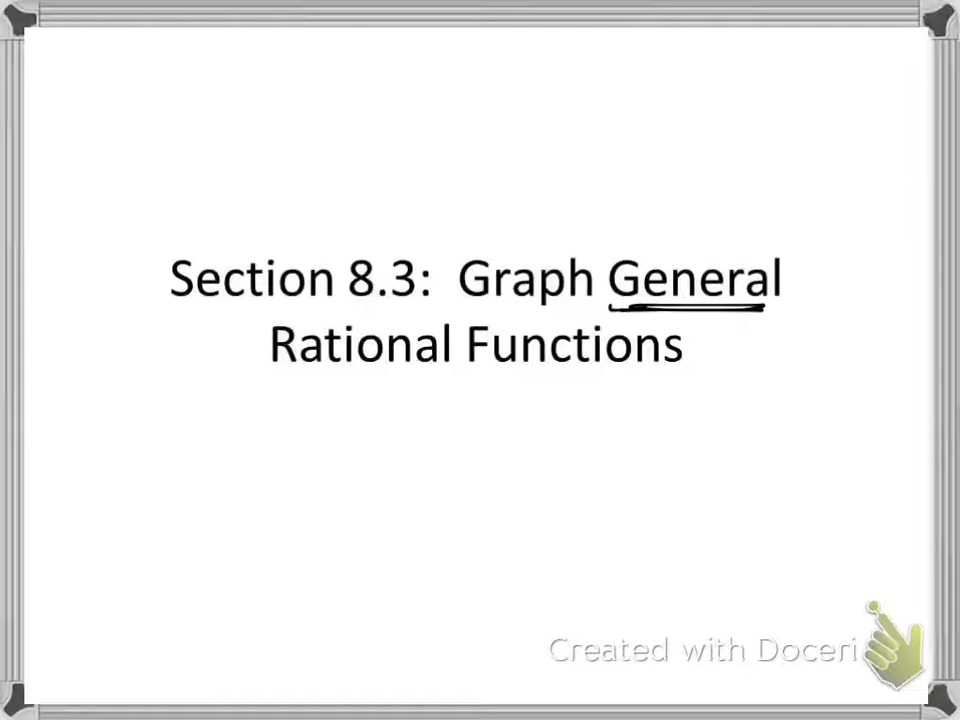 Section 8.3:  Graph General
Rational Functions
Created with Doceri